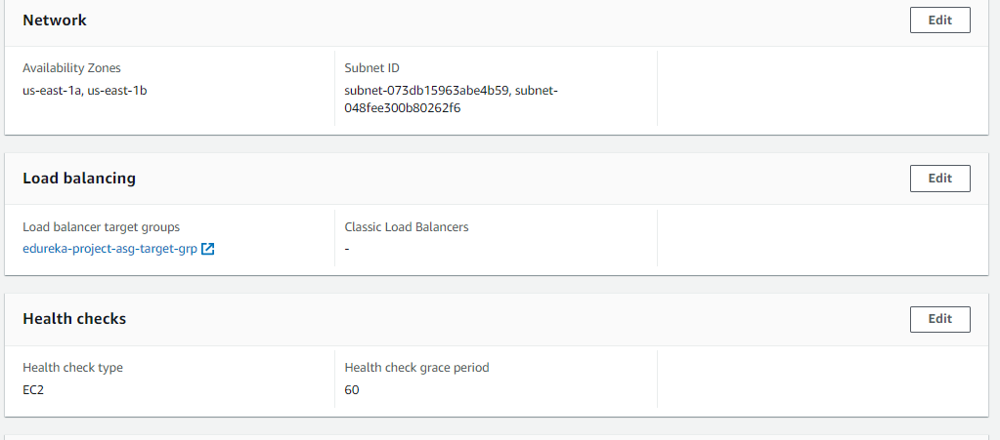 Network
Edit
Availability Zones
us-east-1a, us-east-1b
Subnet ID
subnet-073db15963abe4b59, subnet-
048fee300b80262f6
Load balancing
Edit
Load balancer target groups
edureka-project-asg-target-grp
Classic Load Balancers
-
Health checks
Edit
Health check type
EC2
Health check grace period
60